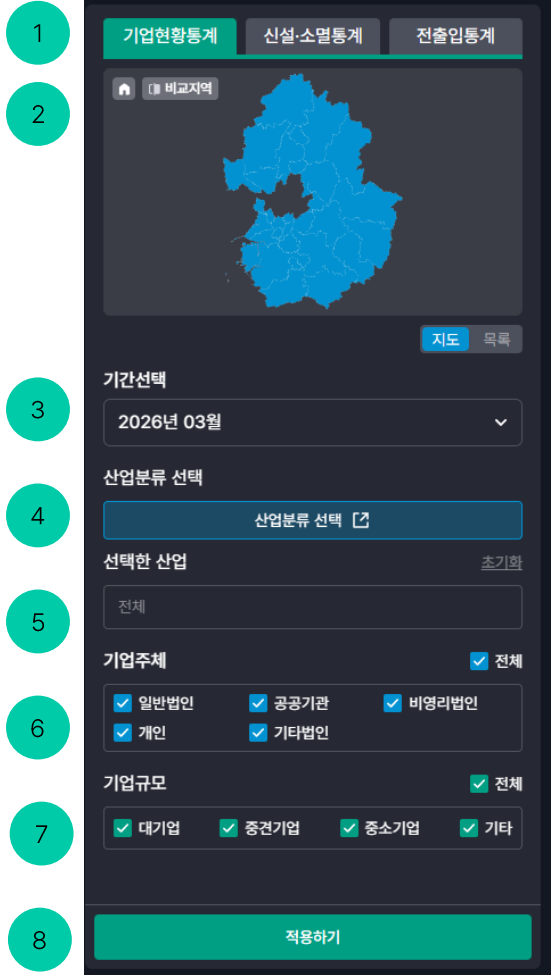 1
기업현황통계 신설·소멸통계 전출입통계
2
비교지역
지도 목록
기간선택
3
2026년 03월
산업분류 선택
4
산업분류 선택
선택한 산업 초기화
5
전체
기업주체 전체
6
일반법인 공공기관 비영리법인
개인 기타법인
기업규모 전체
7
대기업 중견기업 중소기업 기타
8
적용하기